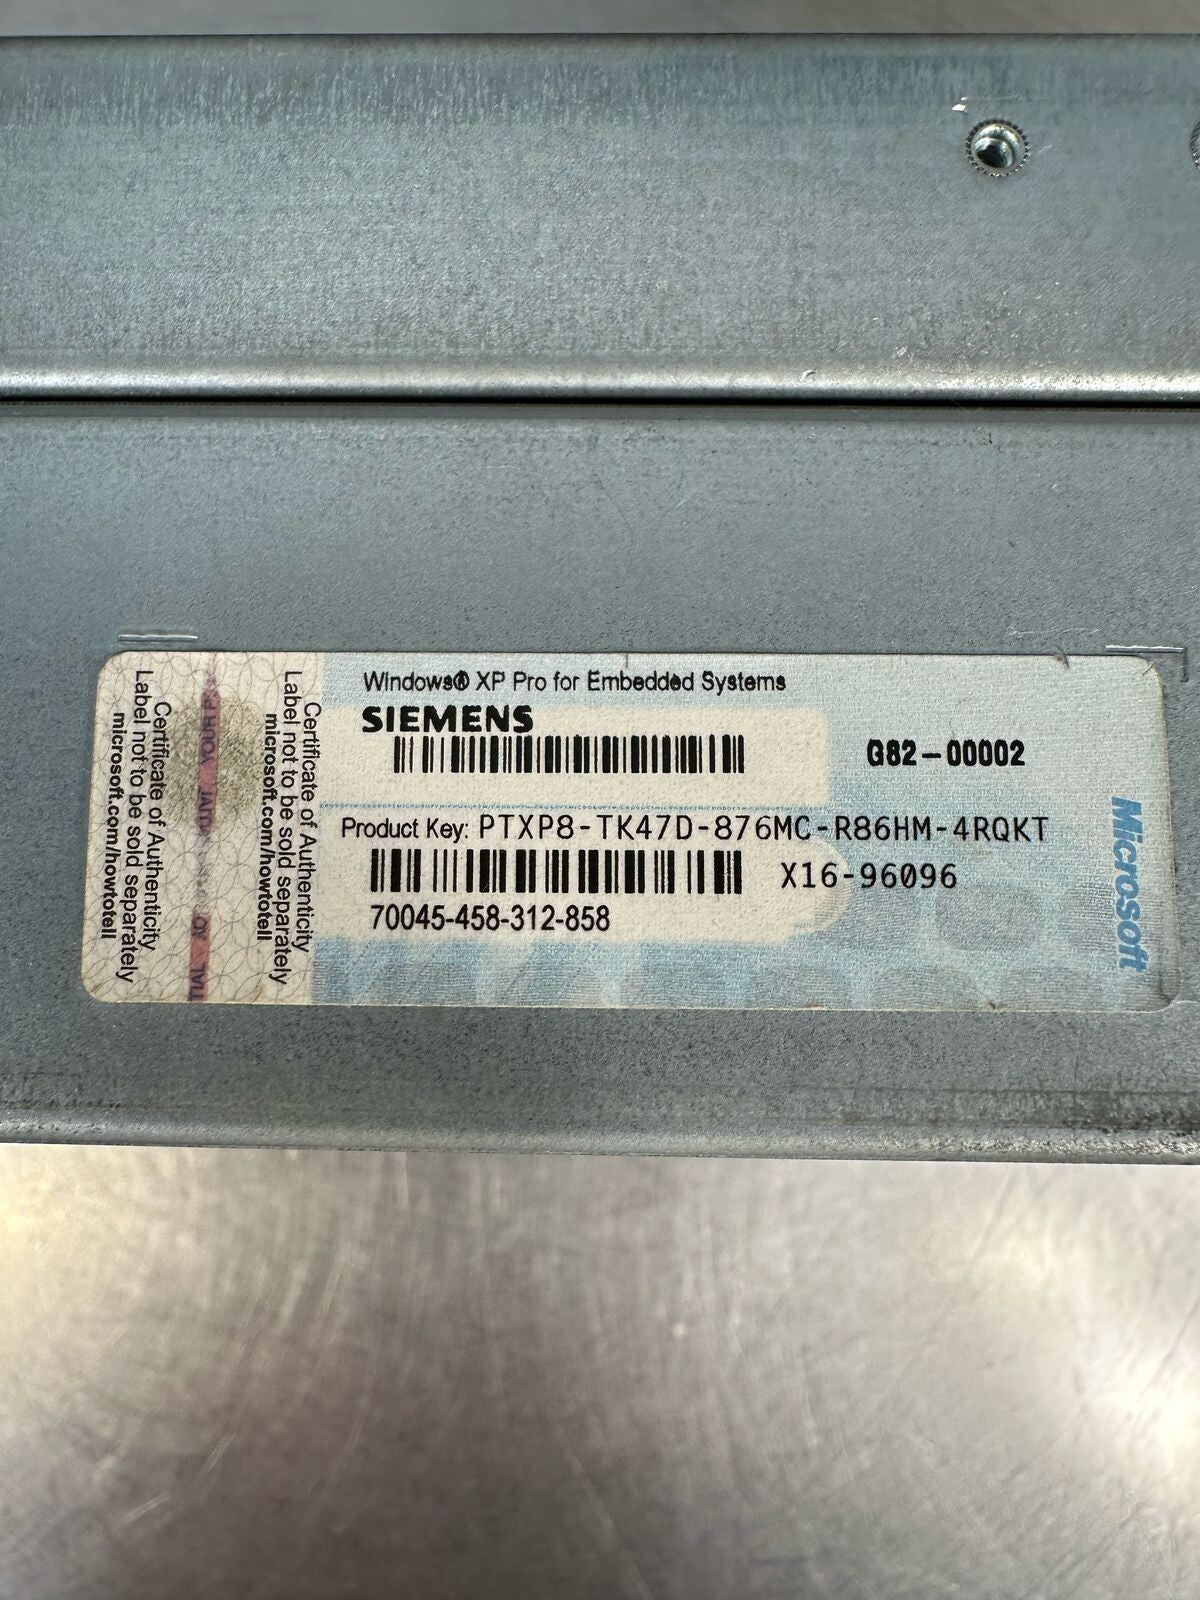 Windows® XP Pro for Embedded Systems
SIEMENS
G82-00002
Product Key: PTXP8-TK47D-876MC-R86HM-4RQKT
X16-96096
70045-458-312-858
Microsoft
Certificate of Authenticity
Label not to be sold separately
microsoft.com/howtotell
Certificate of Authenticity
Label not to be sold separately
microsoft.com/howtotell